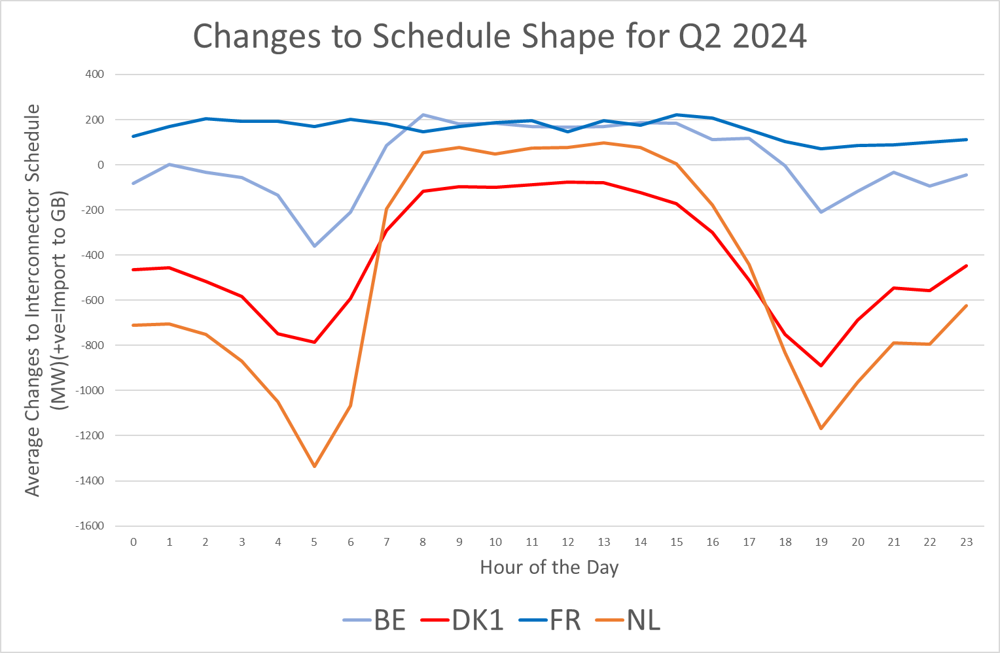 Changes to Schedule Shape for Q2 2024
Average Changes to Interconnector Schedule
(MW)(+ve=Import to GB)
400
200
0
-200
-400
-600
-800
-1000
-1200
-1400
-1600
0 1 2 3 4 5 6 7 8 9 10 11 12 13 14 15 16 17 18 19 20 21 22 23
Hour of the Day
BE DK1 FR NL